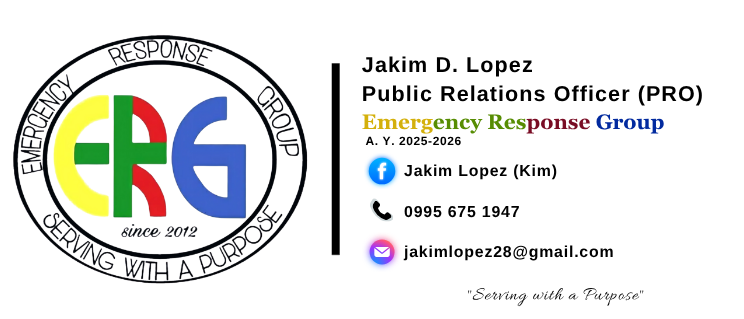 EMERGENCY RESPONSE GROUP
ERG
since 2012
SERVING WITH A PURPOSE
Jakim D. Lopez
Public Relations Officer (PRO)
Emergency Response Group
A. Y. 2025-2026
Jakim Lopez (Kim)
0995 675 1947
jakimlopez28@gmail.com
"Serving with a Purpose"